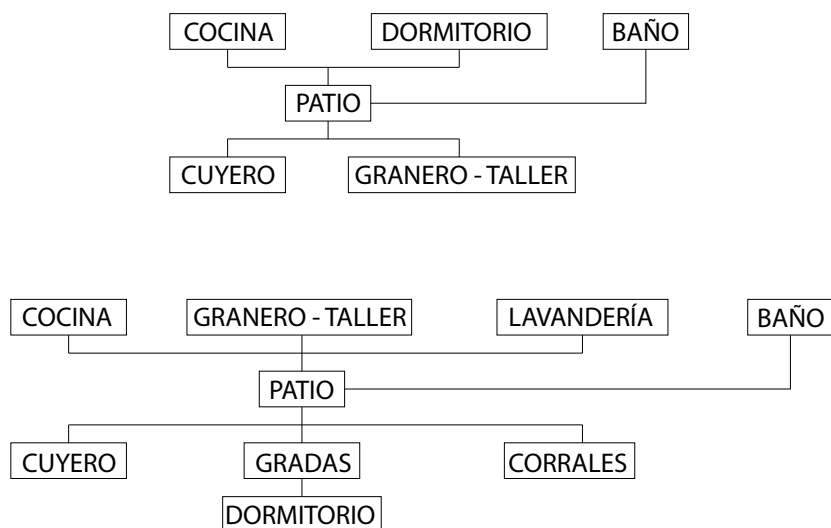 COCINA
DORMITORIO
BAÑO
PATIO
CUYERO
GRANERO - TALLER
COCINA
GRANERO - TALLER
LAVANDERÍA
BAÑO
PATIO
CUYERO
GRADAS
CORRALES
DORMITORIO